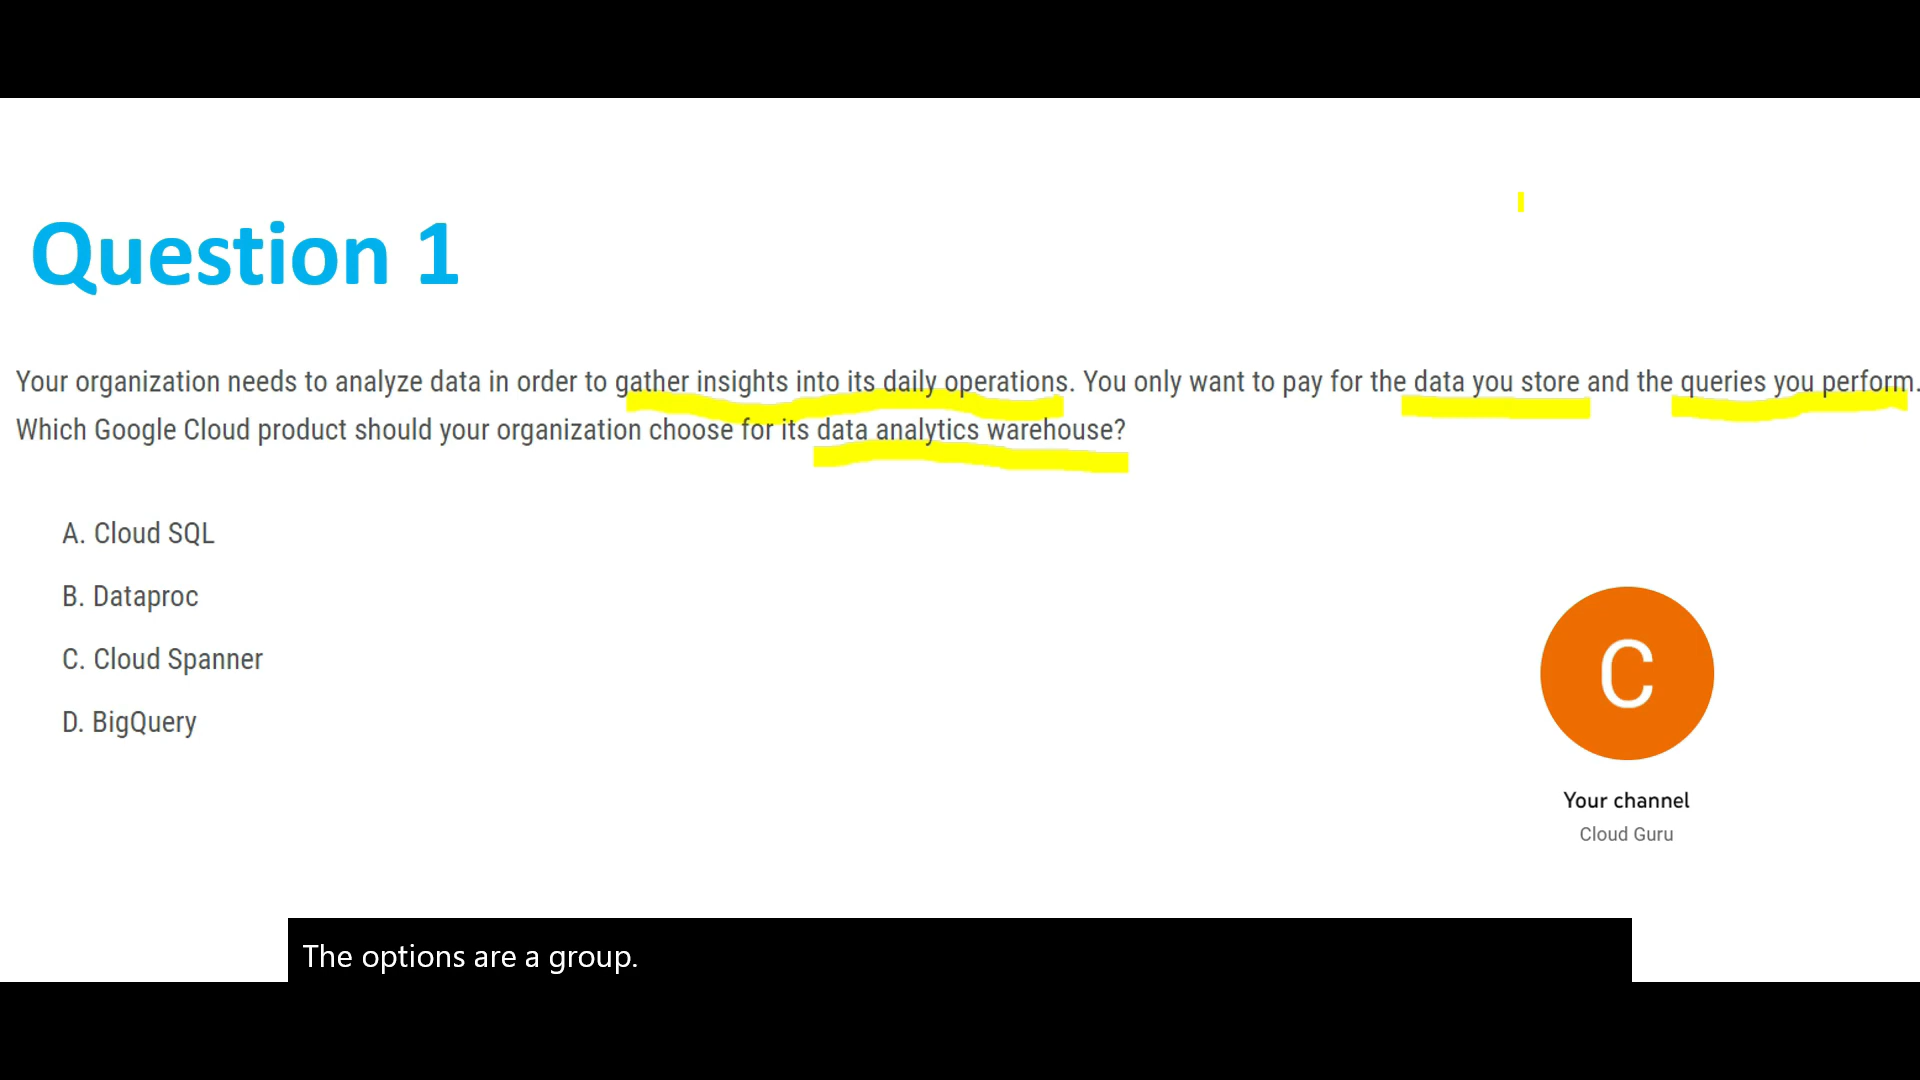 Question 1
Your organization needs to analyze data in order to gather insights into its daily operations. You only want to pay for the data you store and the queries you perform.
Which Google Cloud product should your organization choose for its data analytics warehouse?
A. Cloud SQL
B. Dataproc
C. Cloud Spanner
D. BigQuery
C
Your channel
Cloud Guru
The options are a group.